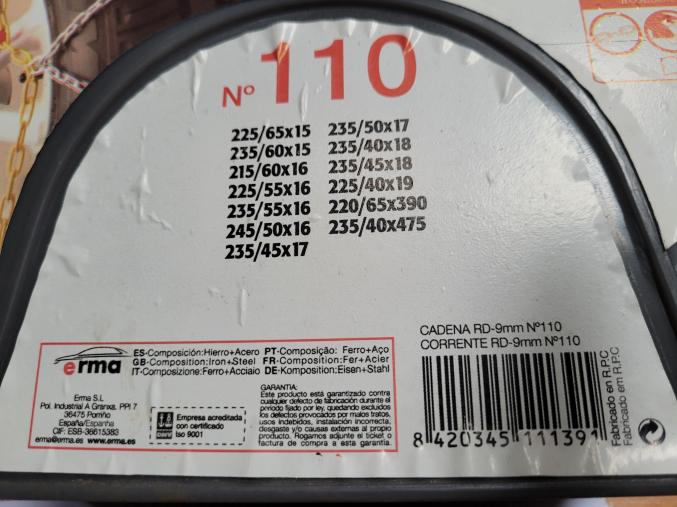 Nº 110
225/65x15
235/60x15
215/60x16
225/55x16
235/55x16
245/50x16
235/45x17
235/50x17
235/40x18
235/45x18
225/40x19
220/65x390
235/40x475
erma
Erma S.L
Pol. Industrial A Granxa. PPI 7
36475 Porriño
España/Espanha
CIF: ESB-36615383
erma@erma.es www.erma.es
ES-Composición:Hierro+Acero PT-Composição: Ferro+Aço
GB-Composition:Iron+Steel FR-Composition:Fer+Acier
IT-Composizione:Ferro+Acciaio DE-Komposition:Eisen+Stahl
Empresa acreditada
con certificado
Iso 9001
GARANTIA:
Este producto está garantizado contra
cualquier defecto de fabricación durante el
período fijado por ley, quedando excluidos
los defectos provocados por malos tratos,
usos indebidos, instalación incorrecta,
desgaste y/o causas externas al propio
producto. Rogamos adjunte el ticket o
factura de compra a esta garantía.
CADENA RD-9mm Nº110
CORRENTE RD-9mm Nº110
8 420345 111391
Fabricado en R.P.C
Fabricado em R.P.C